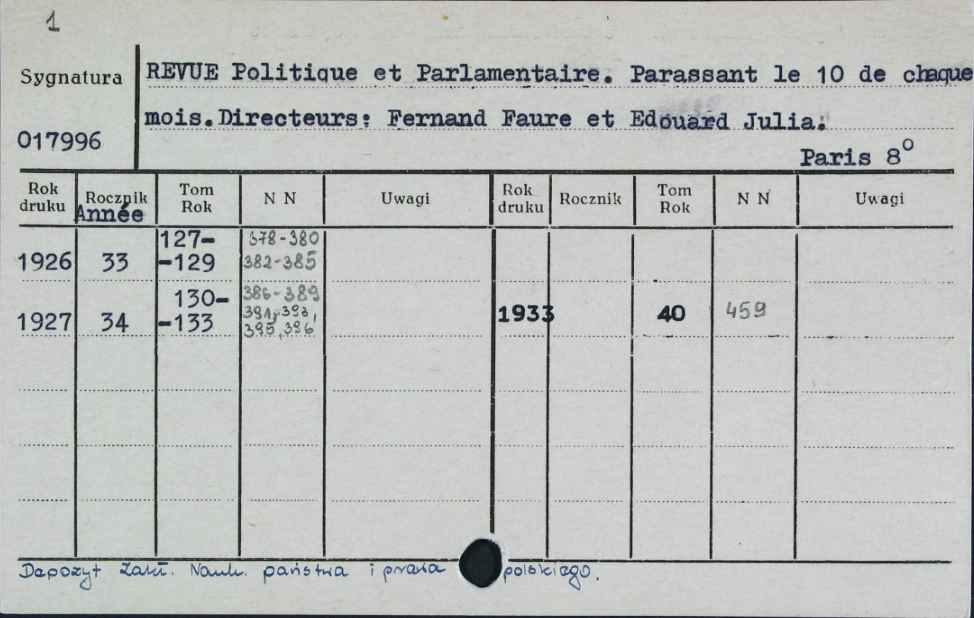 1
Sygnatura
017996
REVUE Politique et Parlamentaire. Parassant le 10 de chaque
mois. Directeurs: Fernand Faure et Edouard Julia.
Paris 8°
Rok druku Rocznik Année Tom Rok N N Uwagi Rok druku Rocznik Tom Rok N N Uwagi
1926 33 127- -129 378-380 382-385
1927 34 130- -133 386-389 391, 393, 395, 396 1933 40 459
Depozyt Zakł. Nauk. państwa i prawa polskiego.